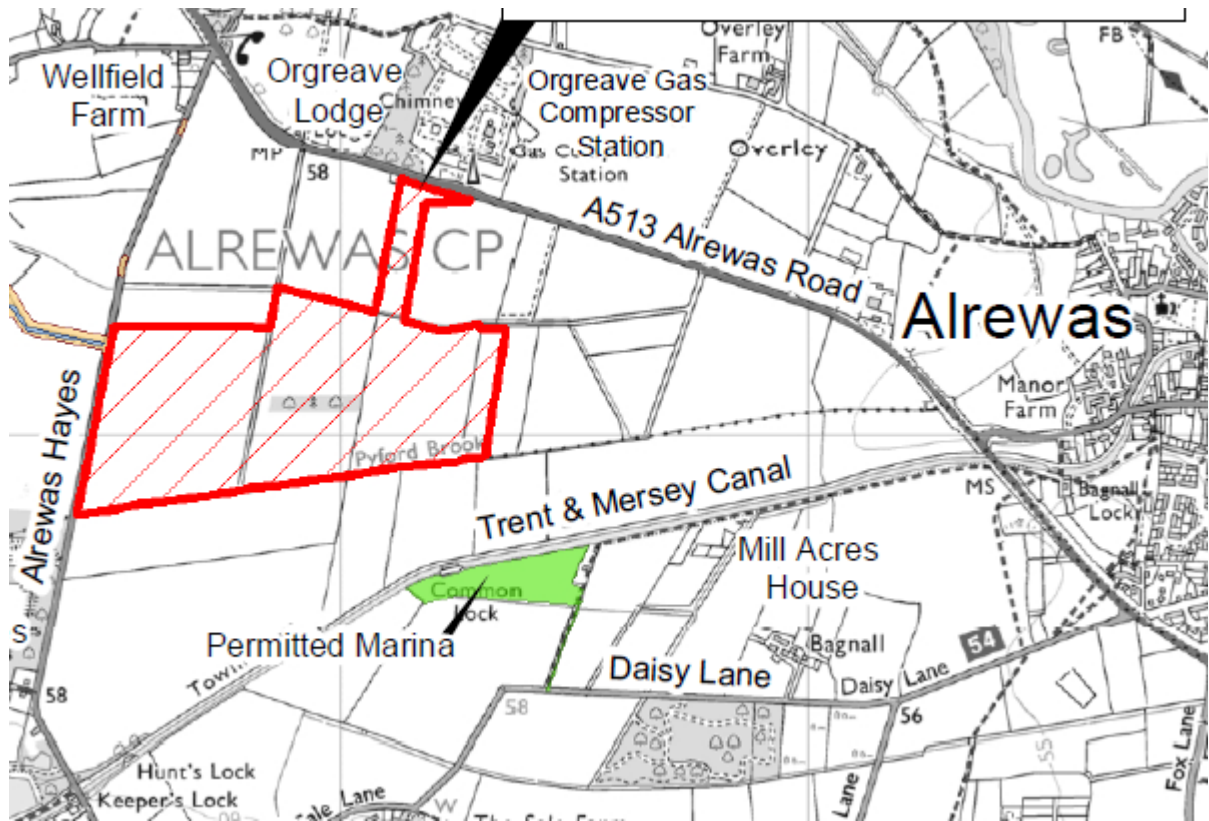 Wellfield
Farm
Orgreave
Lodge
Chimney
Orgreave Gas
Compressor
Station
Station
Overley
Farm
FB
MP
58
Overley
A513 Alrewas Road
ALREWAS CP
Alrewas
Manor
Farm
Alrewas Hayes
Pyford Brook
Trent & Mersey Canal
MS
Bagnall
Lock
Mill Acres
House
Common
Lock
Permitted Marina
Bagnall
54
Daisy Lane
Daisy Lane
S
58
58
56
55
Fox Lane
Lane
Hunt's Lock
Keeper's Lock
Lane
W